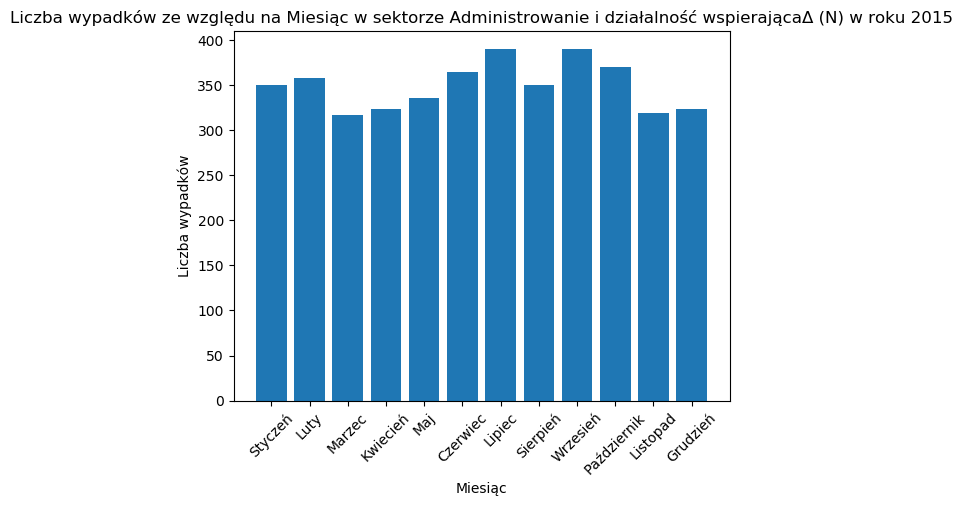 Liczba wypadków ze względu na Miesiąc w sektorze Administrowanie i działalność wspierającaΔ (N) w roku 2015
400
350
300
250
200
150
100
50
0
Liczba wypadków
Styczeń
Luty
Marzec
Kwiecień
Maj
Czerwiec
Lipiec
Sierpień
Wrzesień
Październik
Listopad
Grudzień
Miesiąc